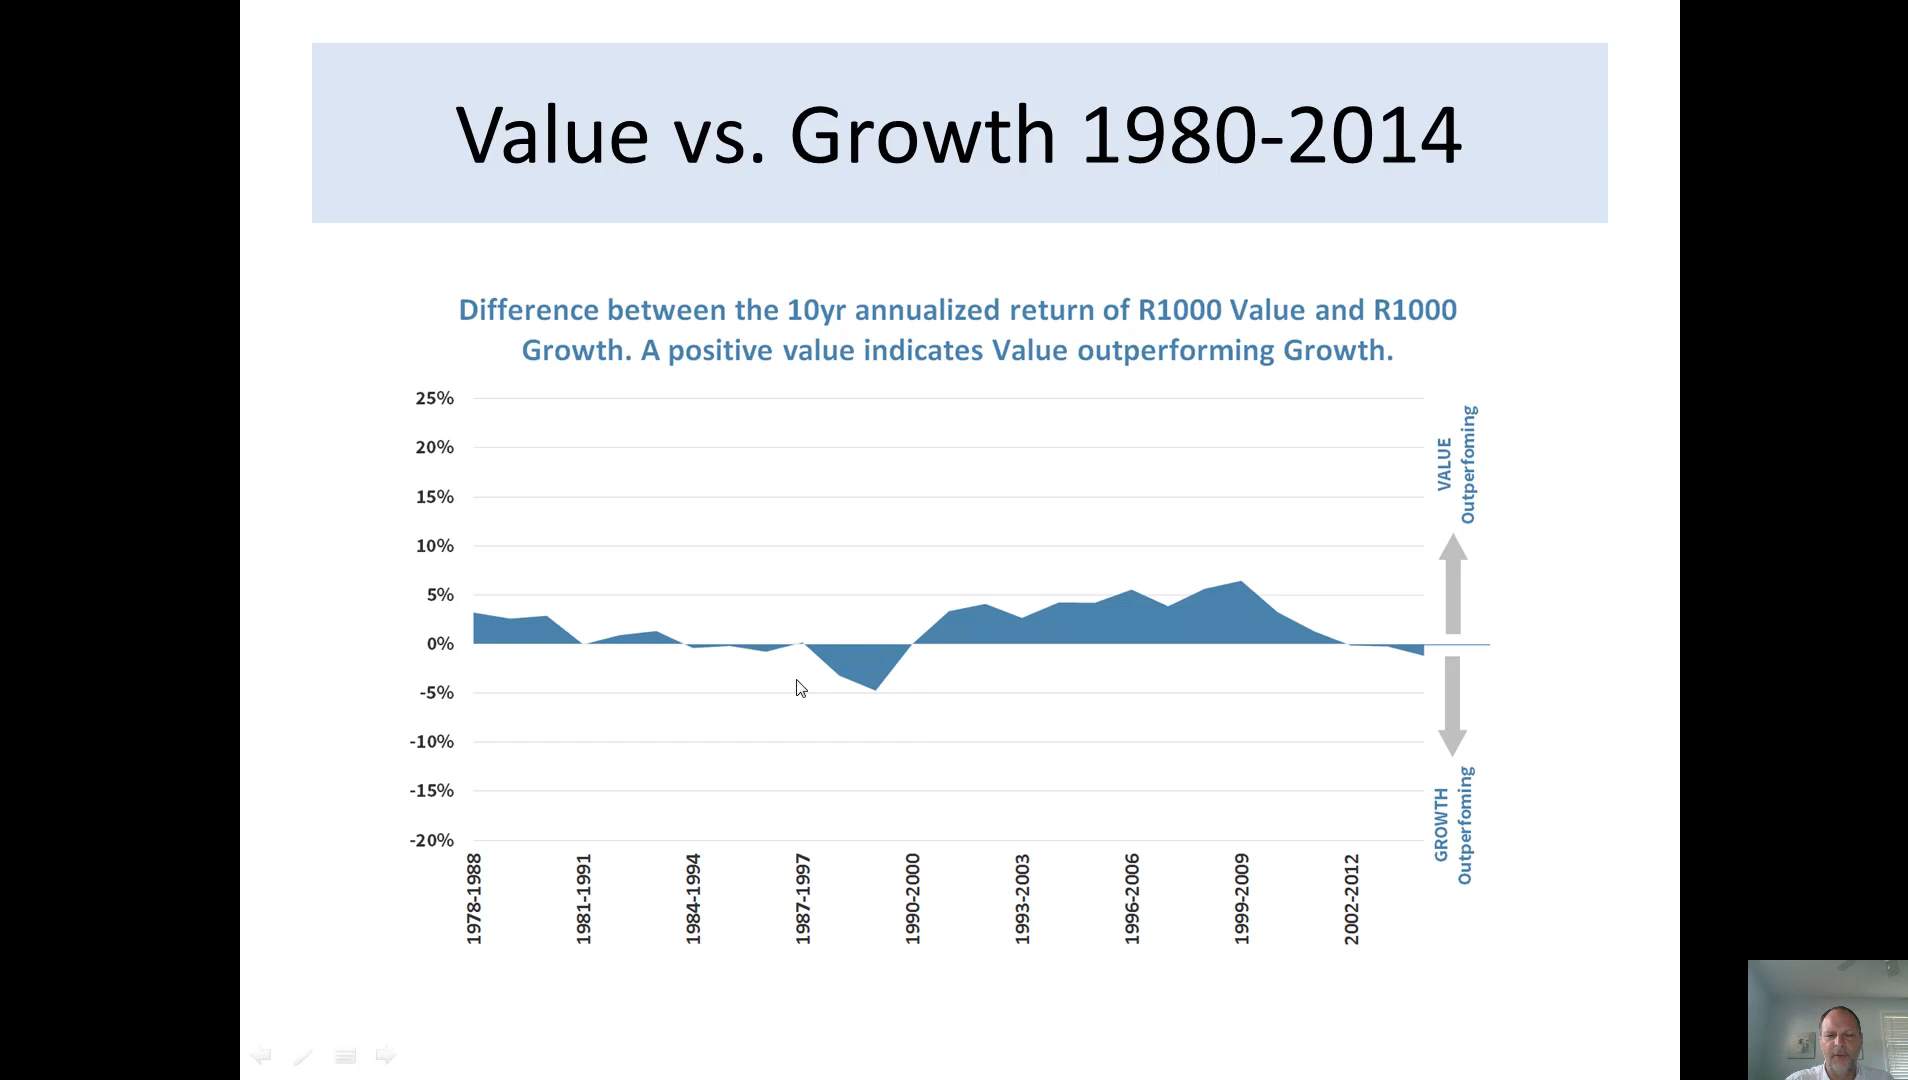 Value vs. Growth 1980-2014
Difference between the 10yr annualized return of R1000 Value and R1000
Growth. A positive value indicates Value outperforming Growth.
25%
20%
15%
10%
5%
0%
-5%
-10%
-15%
-20%
1978-1988
1981-1991
1984-1994
1987-1997
1990-2000
1993-2003
1996-2006
1999-2009
2002-2012
VALUE
Outperfoming
GROWTH
Outperfoming